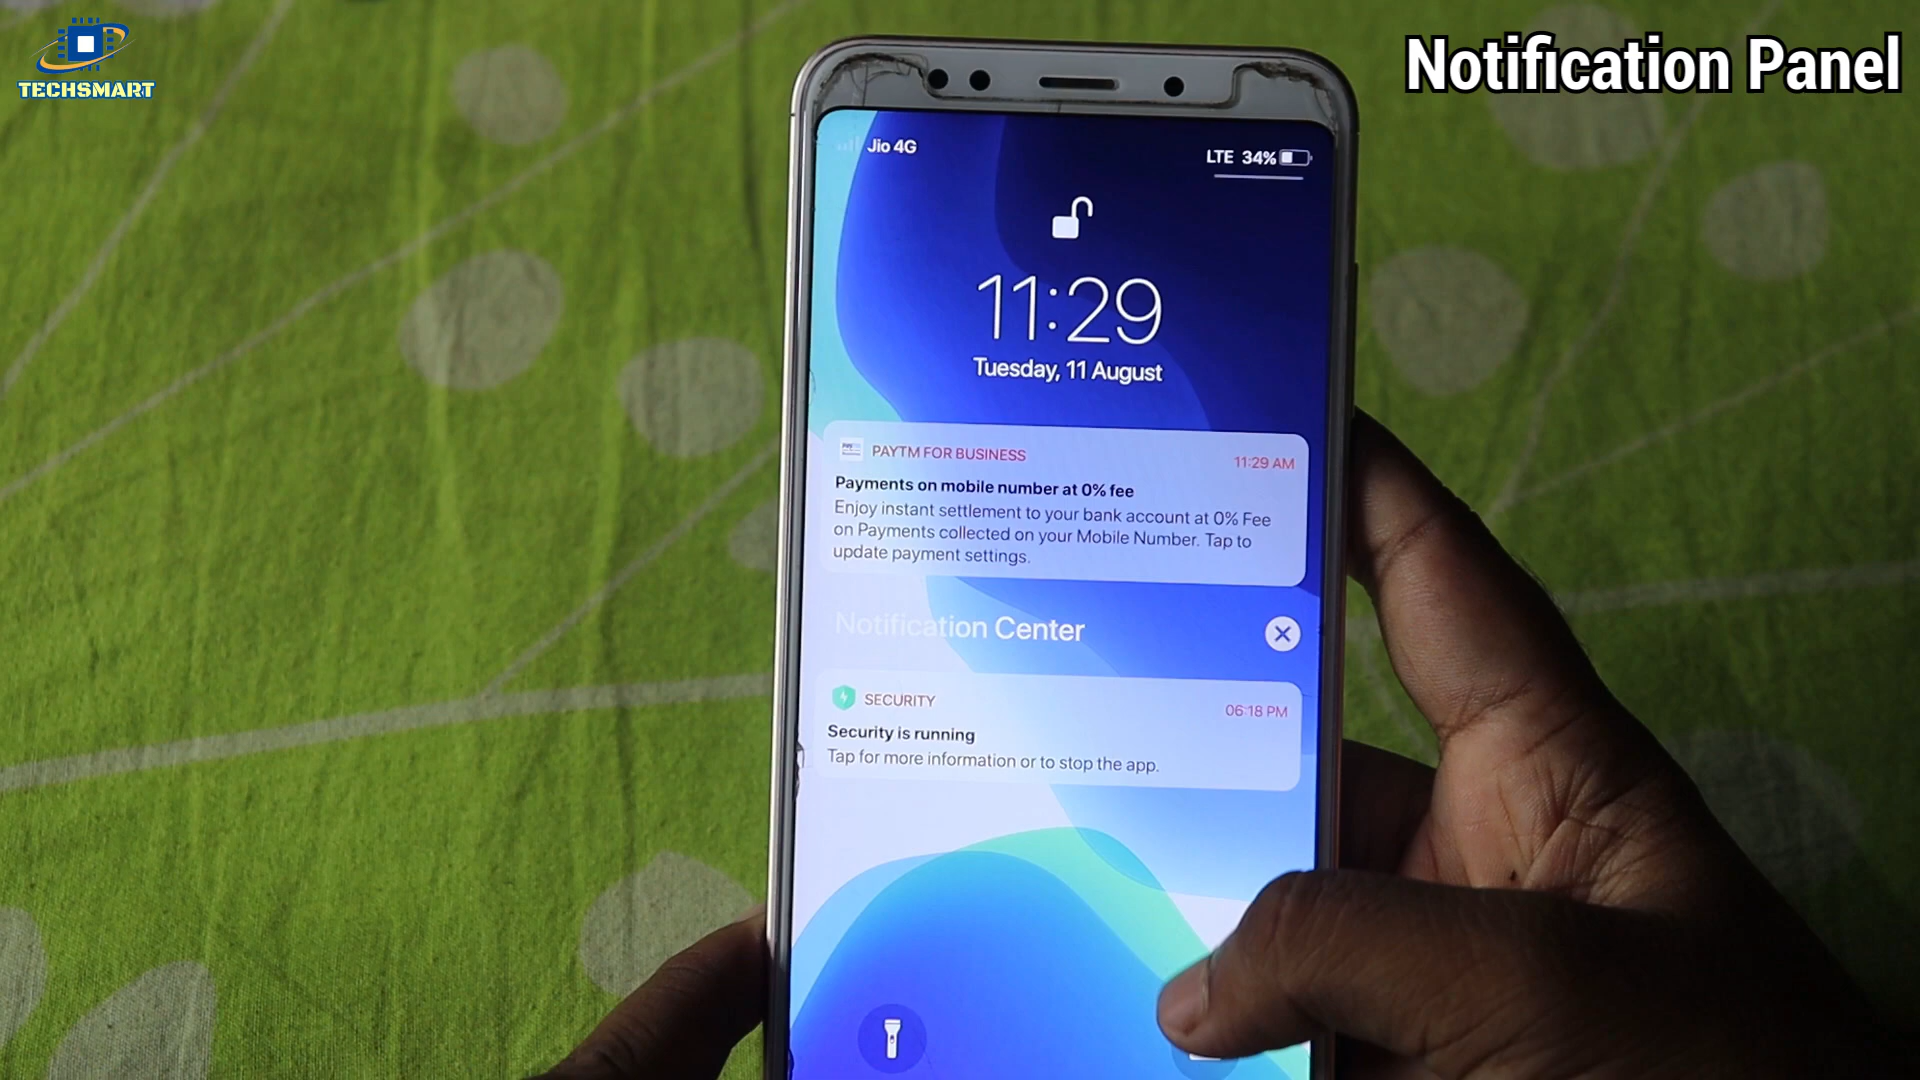 TECHSMART
Notification Panel
Jio 4G
LTE 34%
11:29
Tuesday, 11 August
PAYTM FOR BUSINESS
11:29 AM
Payments on mobile number at 0% fee
Enjoy instant settlement to your bank account at 0% Fee
on Payments collected on your Mobile Number. Tap to
update payment settings.
Notification Center
SECURITY
06:18 PM
Security is running
Tap for more information or to stop the app.